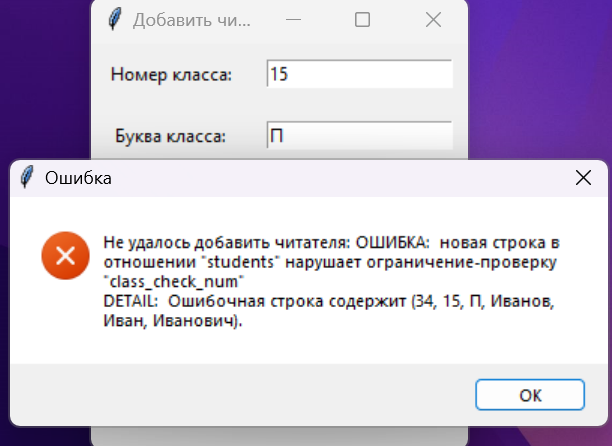 Добавить чи...
Номер класса:
15
Буква класса:
П
Ошибка
Не удалось добавить читателя: ОШИБКА:  новая строка в
отношении "students" нарушает ограничение-проверку
"class_check_num"
DETAIL:  Ошибочная строка содержит (34, 15, П, Иванов,
Иван, Иванович).
ОК